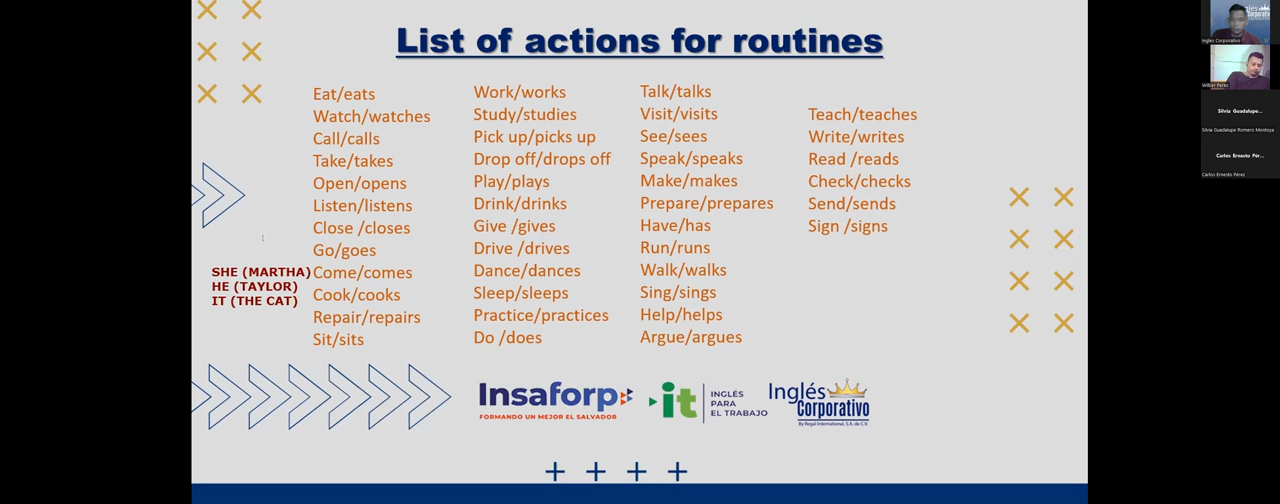 List of actions for routines
Eat/eats
Watch/watches
Call/calls
Take/takes
Open/opens
Listen/listens
Close /closes
Go/goes
Come/comes
Cook/cooks
Repair/repairs
Sit/sits
SHE (MARTHA)
HE (TAYLOR)
IT (THE CAT)
Work/works
Study/studies
Pick up/picks up
Drop off/drops off
Play/plays
Drink/drinks
Give /gives
Drive /drives
Dance/dances
Sleep/sleeps
Practice/practices
Do /does
Talk/talks
Visit/visits
See/sees
Speak/speaks
Make/makes
Prepare/prepares
Have/has
Run/runs
Walk/walks
Sing/sings
Help/helps
Argue/argues
Teach/teaches
Write/writes
Read /reads
Check/checks
Send/sends
Sign /signs
Insaforp
FORMANDO UN MEJOR EL SALVADOR
it
INGLÉS
PARA
EL TRABAJO
Inglés
Corporativo
By Regal International, S.A. de C.V.
Inglés Corporativo
Wilber Perez
Silvia Guadalupe...
Silvia Guadalupe Romero Montoya
Carlos Ernesto Pér...
Carlos Ernesto Pérez